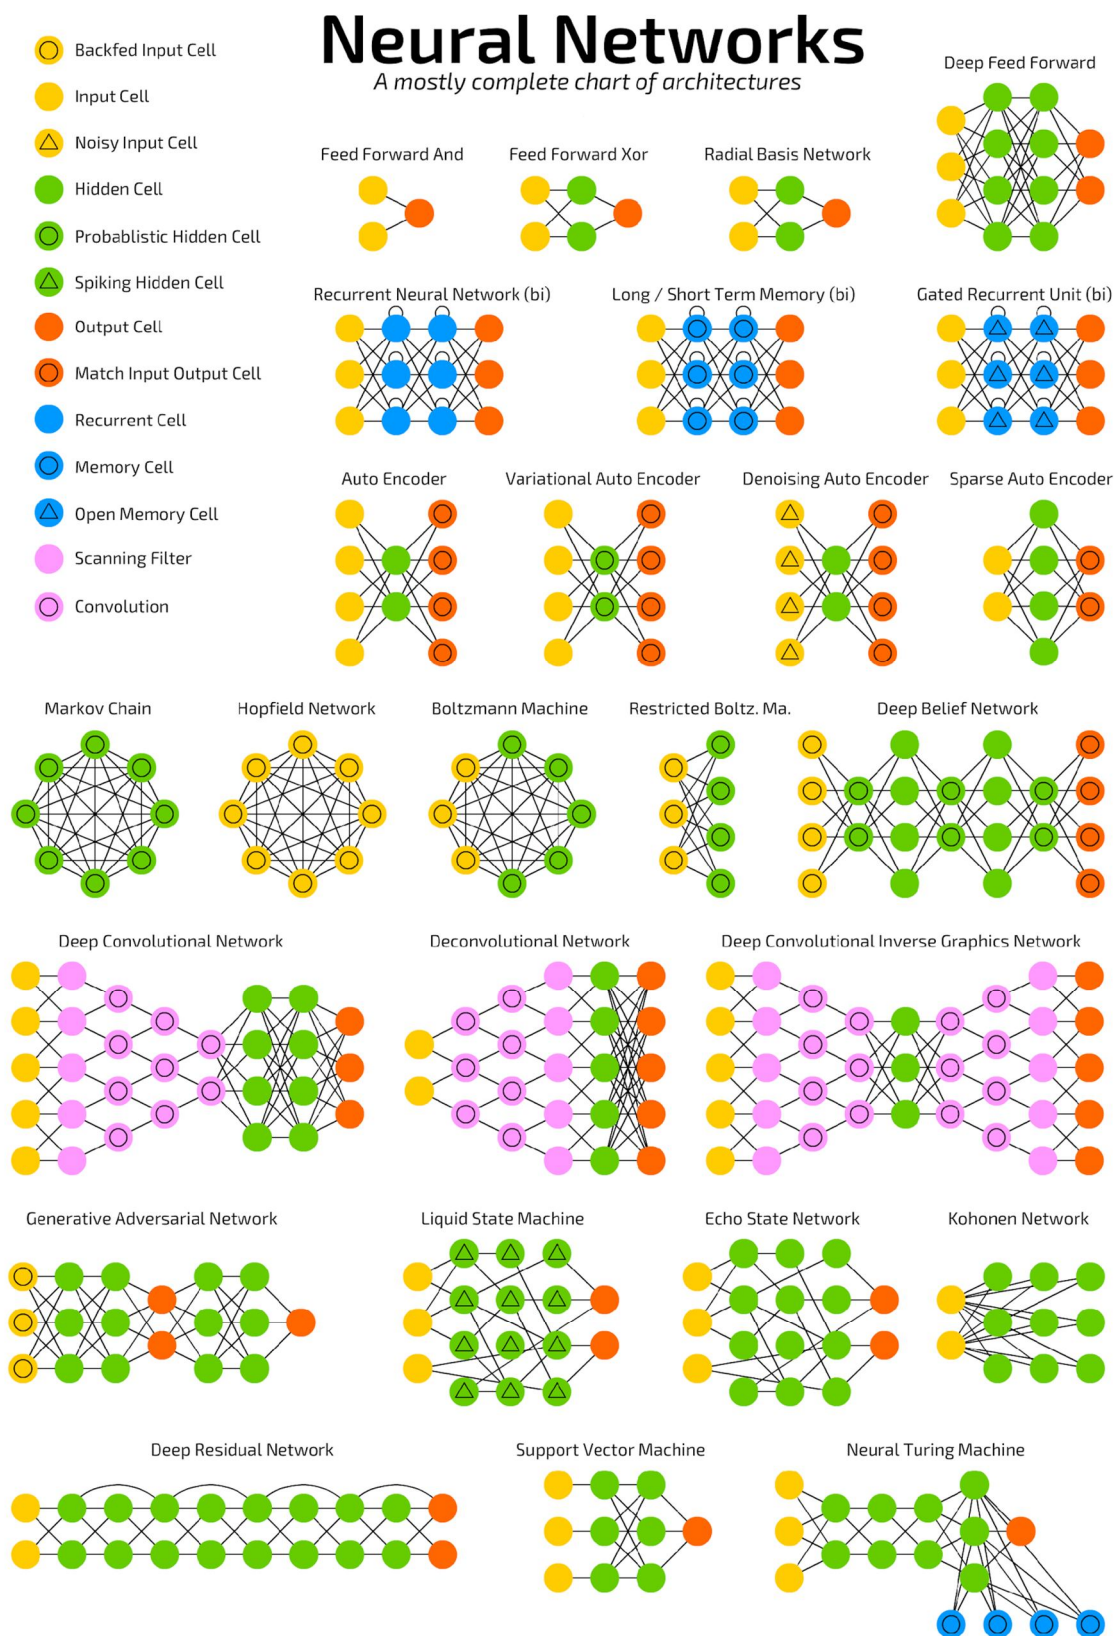 Neural Networks
A mostly complete chart of architectures
Backfed Input Cell
Input Cell
Noisy Input Cell
Hidden Cell
Probablistic Hidden Cell
Spiking Hidden Cell
Output Cell
Match Input Output Cell
Recurrent Cell
Memory Cell
Open Memory Cell
Scanning Filter
Convolution
Deep Feed Forward
Feed Forward And
Feed Forward Xor
Radial Basis Network
Recurrent Neural Network (bi)
Long / Short Term Memory (bi)
Gated Recurrent Unit (bi)
Auto Encoder
Variational Auto Encoder
Denoising Auto Encoder
Sparse Auto Encoder
Markov Chain
Hopfield Network
Boltzmann Machine
Restricted Boltz. Ma.
Deep Belief Network
Deep Convolutional Network
Deconvolutional Network
Deep Convolutional Inverse Graphics Network
Generative Adversarial Network
Liquid State Machine
Echo State Network
Kohonen Network
Deep Residual Network
Support Vector Machine
Neural Turing Machine